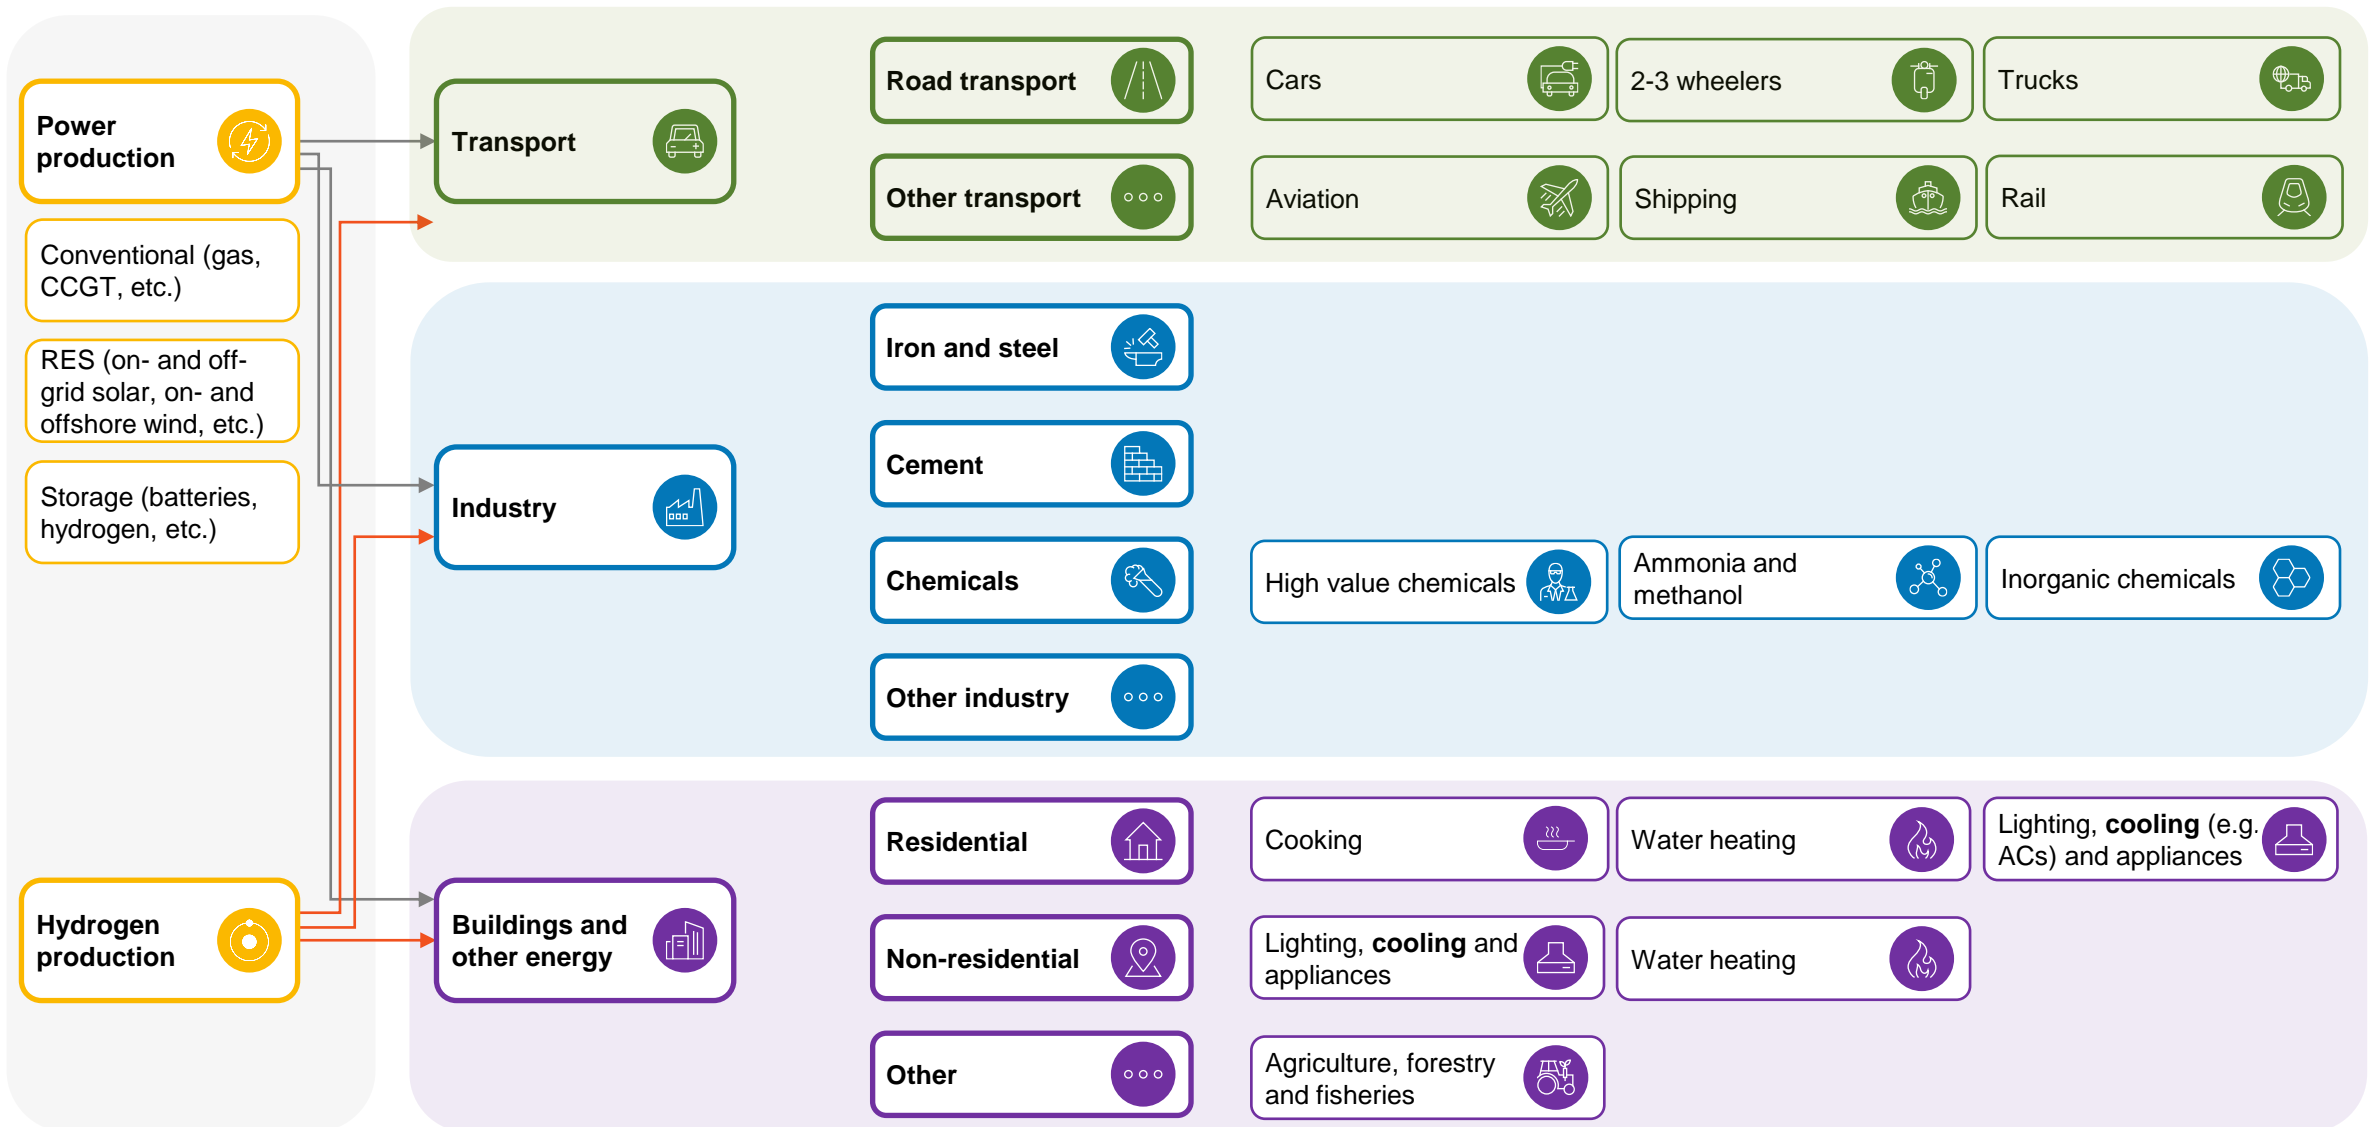 Power
production
Conventional (gas,
CCGT, etc.)
RES (on- and off-
grid solar, on- and
offshore wind, etc.)
Storage (batteries,
hydrogen, etc.)
Hydrogen
production
Transport
Road transport
Cars
2-3 wheelers
Trucks
Other transport
Aviation
Shipping
Rail
Industry
Iron and steel
Cement
Chemicals
High value chemicals
Ammonia and
methanol
Inorganic chemicals
Other industry
Buildings and
other energy
Residential
Cooking
Water heating
Lighting, cooling (e.g.
ACs) and appliances
Non-residential
Lighting, cooling and
appliances
Water heating
Other
Agriculture, forestry
and fisheries